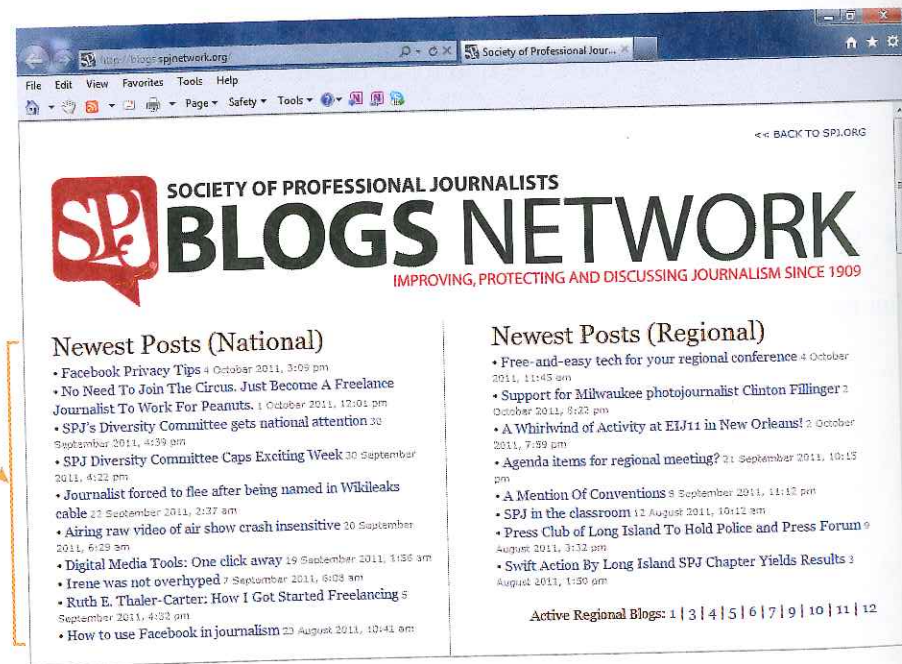 http://blogs.spjnetwork.org/
Society of Professional Jour...
File Edit View Favorites Tools Help
Page Safety Tools
<< BACK TO SPJ.ORG
SPJ
SOCIETY OF PROFESSIONAL JOURNALISTS
BLOGS NETWORK
IMPROVING, PROTECTING AND DISCUSSING JOURNALISM SINCE 1909
Newest Posts (National)
• Facebook Privacy Tips 4 October 2011, 3:09 pm
• No Need To Join The Circus. Just Become A Freelance
Journalist To Work For Peanuts. 1 October 2011, 12:01 pm
• SPJ's Diversity Committee gets national attention 30
September 2011, 4:39 pm
• SPJ Diversity Committee Caps Exciting Week 30 September
2011, 4:22 pm
• Journalist forced to flee after being named in Wikileaks
cable 22 September 2011, 2:37 am
• Airing raw video of air show crash insensitive 20 September
2011, 6:29 am
• Digital Media Tools: One click away 19 September 2011, 1:56 am
• Irene was not overhyped 7 September 2011, 6:08 am
• Ruth E. Thaler-Carter: How I Got Started Freelancing 5
September 2011, 4:32 pm
• How to use Facebook in journalism 23 August 2011, 10:41 am
Newest Posts (Regional)
• Free-and-easy tech for your regional conference 4 October
2011, 11:45 am
• Support for Milwaukee photojournalist Clinton Fillinger 2
October 2011, 8:22 pm
• A Whirlwind of Activity at EIJ11 in New Orleans! 2 October
2011, 7:59 pm
• Agenda items for regional meeting? 21 September 2011, 10:15
pm
• A Mention Of Conventions 8 September 2011, 11:12 pm
• SPJ in the classroom 12 August 2011, 10:12 am
• Press Club of Long Island To Hold Police and Press Forum 9
August 2011, 3:32 pm
• Swift Action By Long Island SPJ Chapter Yields Results 3
August 2011, 1:50 pm
Active Regional Blogs: 1 | 3 | 4 | 5 | 6 | 7 | 9 | 10 | 11 | 12